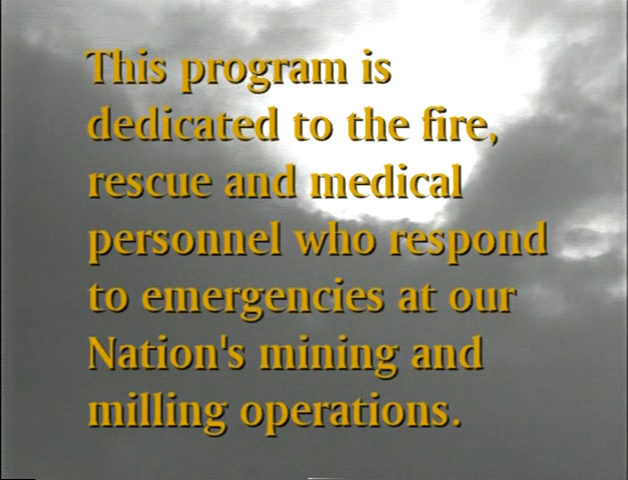 This program is
dedicated to the fire,
rescue and medical
personnel who respond
to emergencies at our
Nation's mining and
milling operations.